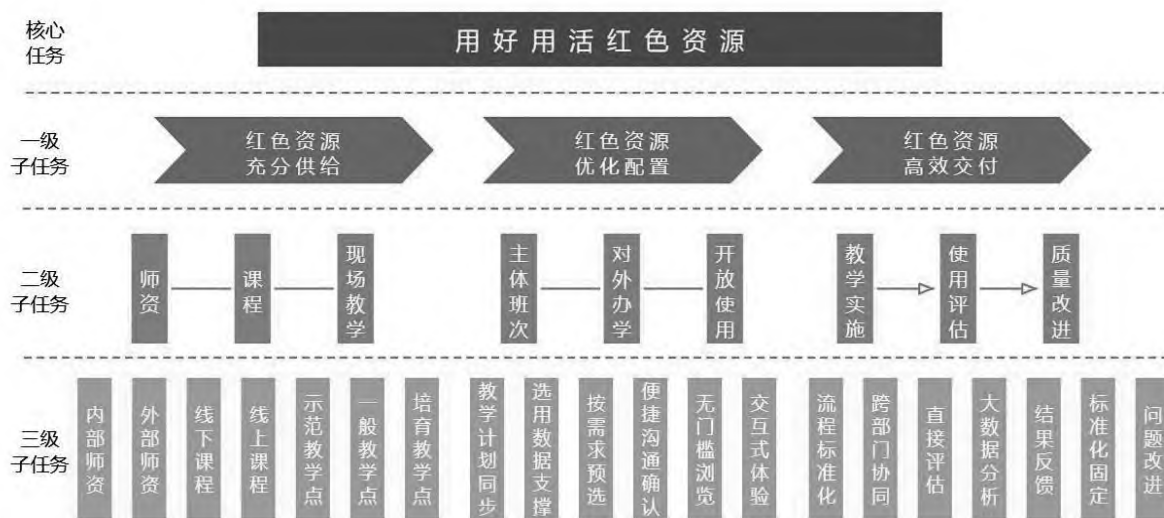 核心
任务
用好用活红色资源
一级
子任务
红色资源
充分供给
红色资源
优化配置
红色资源
高效交付
二级
子任务
师资
课程
现场教学
主体班次
对外办学
开放使用
教学实施
使用评估
质量改进
三级
子任务
内部师资
外部师资
线下课程
线上课程
示范教学点
一般教学点
培育教学点
教学计划同步
选用数据支撑
按需求预选
便捷沟通确认
无门槛浏览
交互式体验
流程标准化
跨部门协同
直接评估
大数据分析
结果反馈
标准化固定
问题改进